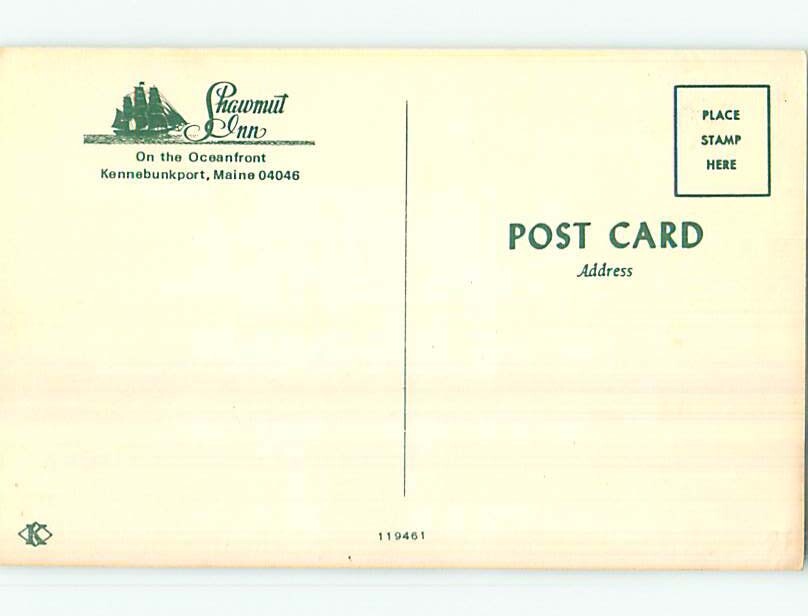 Shawmut
Inn
On the Oceanfront
Kennebunkport, Maine 04046
PLACE
STAMP
HERE
POST CARD
Address
K
119461